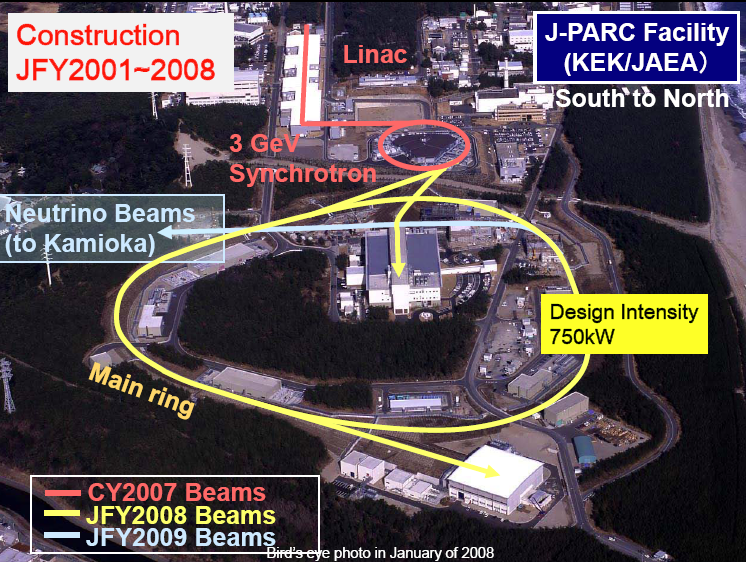 Construction
JFY2001~2008
Linac
J-PARC Facility
(KEK/JAEA）
South to North
3 GeV
Synchrotron
Neutrino Beams
(to Kamioka)
Design Intensity
750kW
Main ring
CY2007 Beams
JFY2008 Beams
JFY2009 Beams
Bird's eye photo in January of 2008